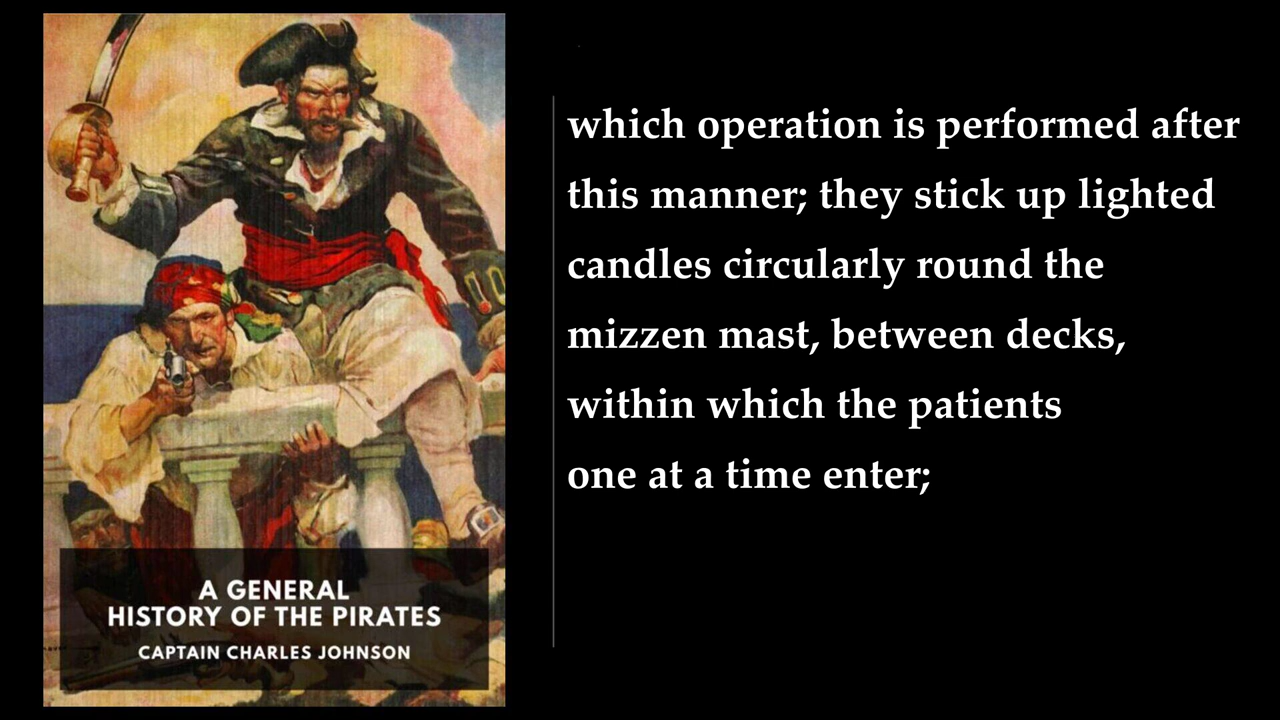 A GENERAL
HISTORY OF THE PIRATES
CAPTAIN CHARLES JOHNSON
which operation is performed after
this manner; they stick up lighted
candles circularly round the
mizzen mast, between decks,
within which the patients
one at a time enter;